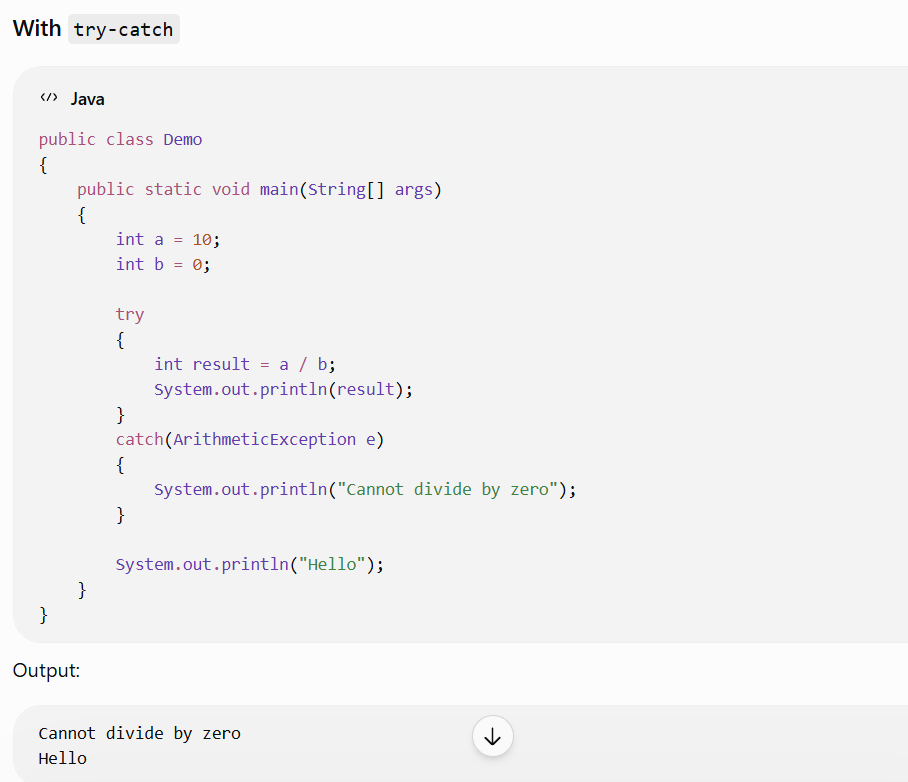 With try-catch
Java
public class Demo
{
    public static void main(String[] args)
    {
        int a = 10;
        int b = 0;

        try
        {
            int result = a / b;
            System.out.println(result);
        }
        catch(ArithmeticException e)
        {
            System.out.println("Cannot divide by zero");
        }

        System.out.println("Hello");
    }
}
Output:
Cannot divide by zero
Hello